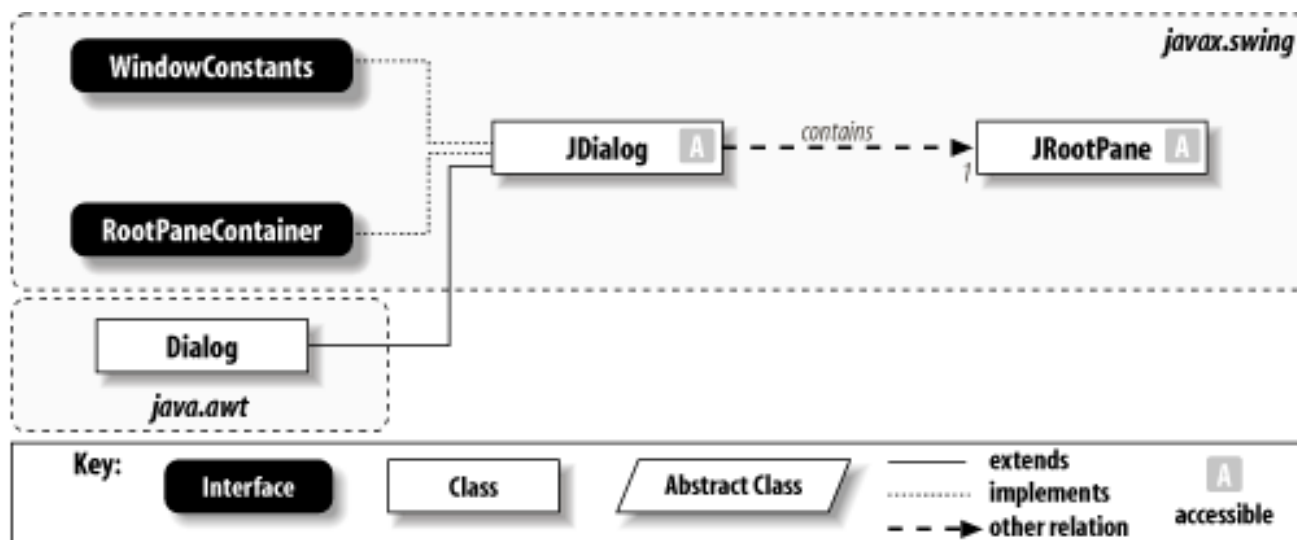 javax.swing
WindowConstants
JDialog A
contains
1
JRootPane A
RootPaneContainer
Dialog
java.awt
Key:
Interface
Class
Abstract Class
extends
implements
other relation
A
accessible